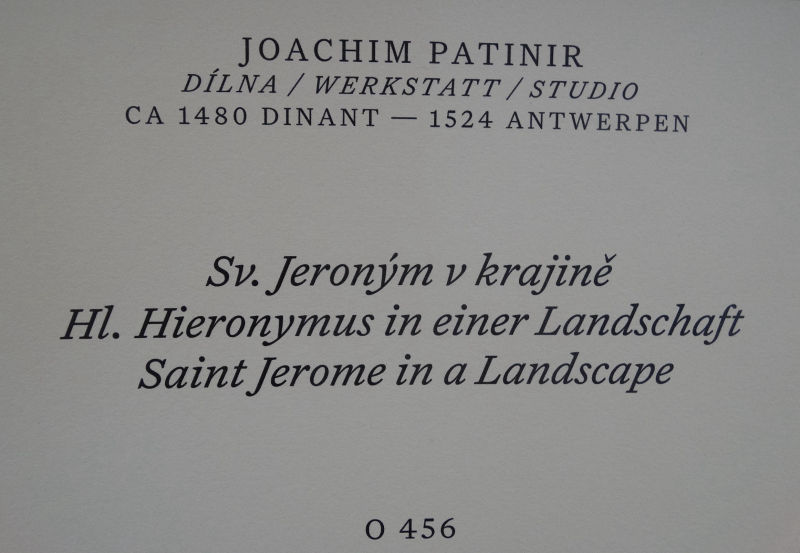 JOACHIM PATINIR
DÍLNA / WERKSTATT / STUDIO
CA 1480 DINANT — 1524 ANTWERPEN
Sv. Jeroným v krajině
Hl. Hieronymus in einer Landschaft
Saint Jerome in a Landscape
O 456